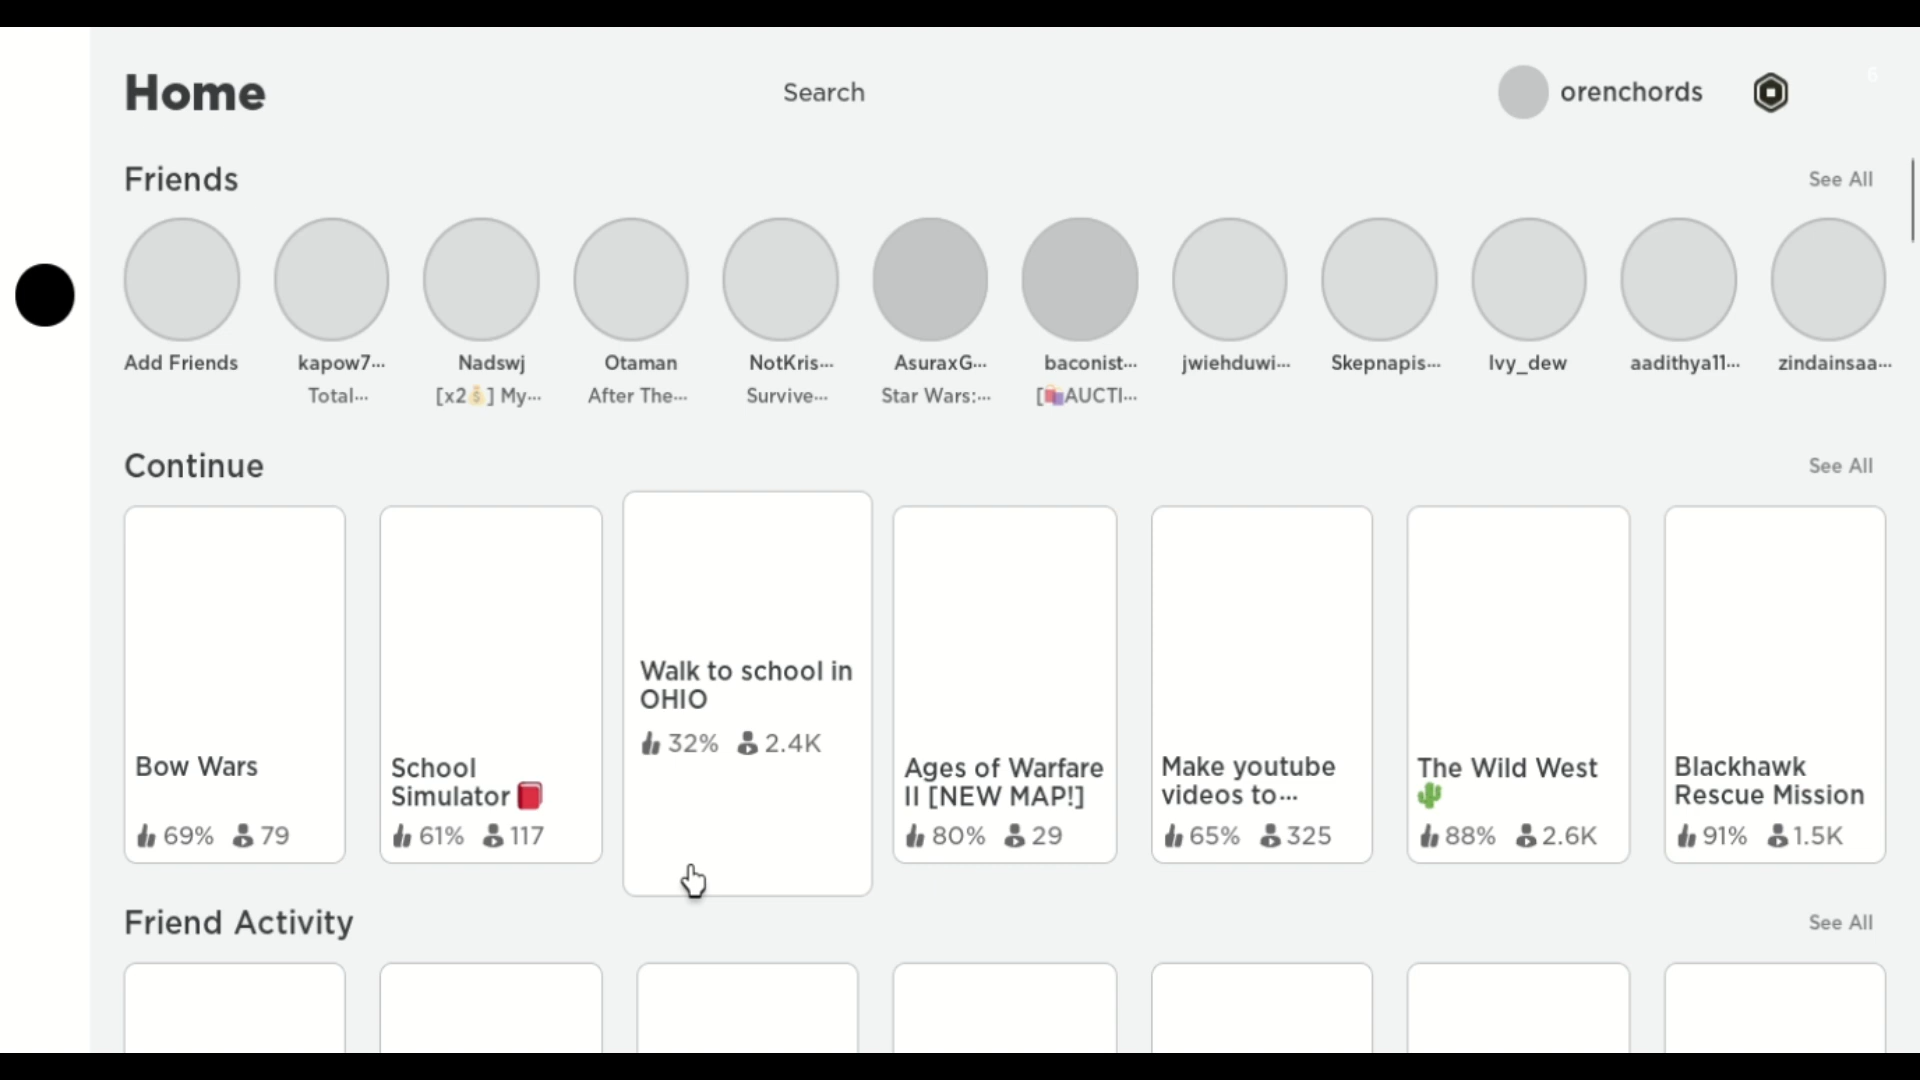 Home
Search
orenchords
6
Friends
See All
Add Friends
kapow7...
Total...
Nadswj
[x2💰] My...
Otaman
After The...
NotKris...
Survive...
AsuraxG...
Star Wars:...
baconist...
[🛍️AUCTI...
jwiehduwi...
Skepnapis...
Ivy_dew
aadithya11...
zindainsaa...
Continue
See All
Bow Wars
69% 79
School
Simulator📕
61% 117
Walk to school in
OHIO
32% 2.4K
Ages of Warfare
II [NEW MAP!]
80% 29
Make youtube
videos to...
65% 325
The Wild West
🌵
88% 2.6K
Blackhawk
Rescue Mission
91% 1.5K
Friend Activity
See All